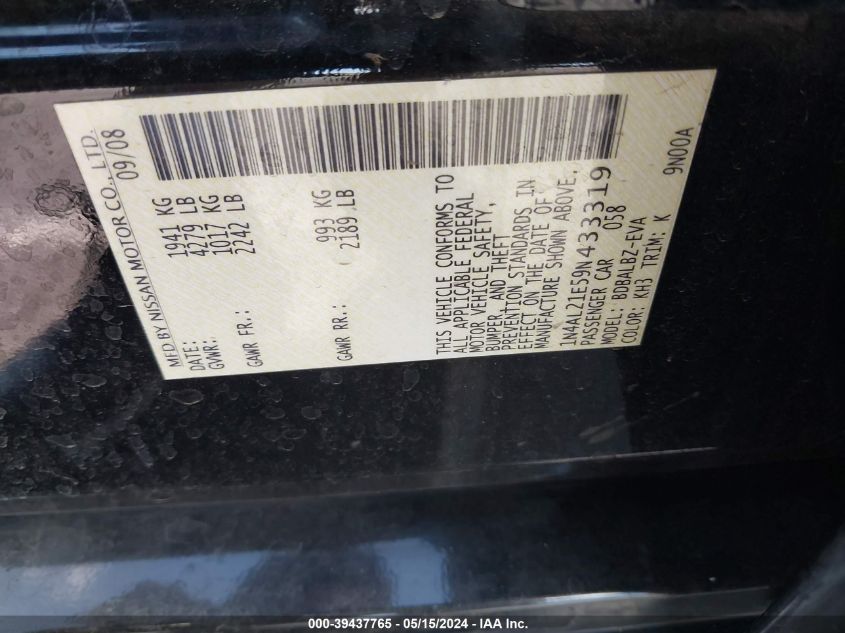 MFD BY NISSAN MOTOR CO., LTD.
DATE: 09/08
GVWR: 1941 KG
4279 LB
1017 KG
GAWR FR.: 2242 LB
993 KG
GAWR RR.: 2189 LB
THIS VEHICLE CONFORMS TO
ALL APPLICABLE FEDERAL
MOTOR VEHICLE SAFETY,
BUMPER, AND THEFT
PREVENTION STANDARDS IN
EFFECT ON THE DATE OF
MANUFACTURE SHOWN ABOVE.
1N4AL21E59N433319
PASSENGER CAR 058
MODEL: BDBALBZ-EVA
COLOR: KH3 TRIM: K
9N00A
000-39437765 - 05/15/2024 - IAA Inc.